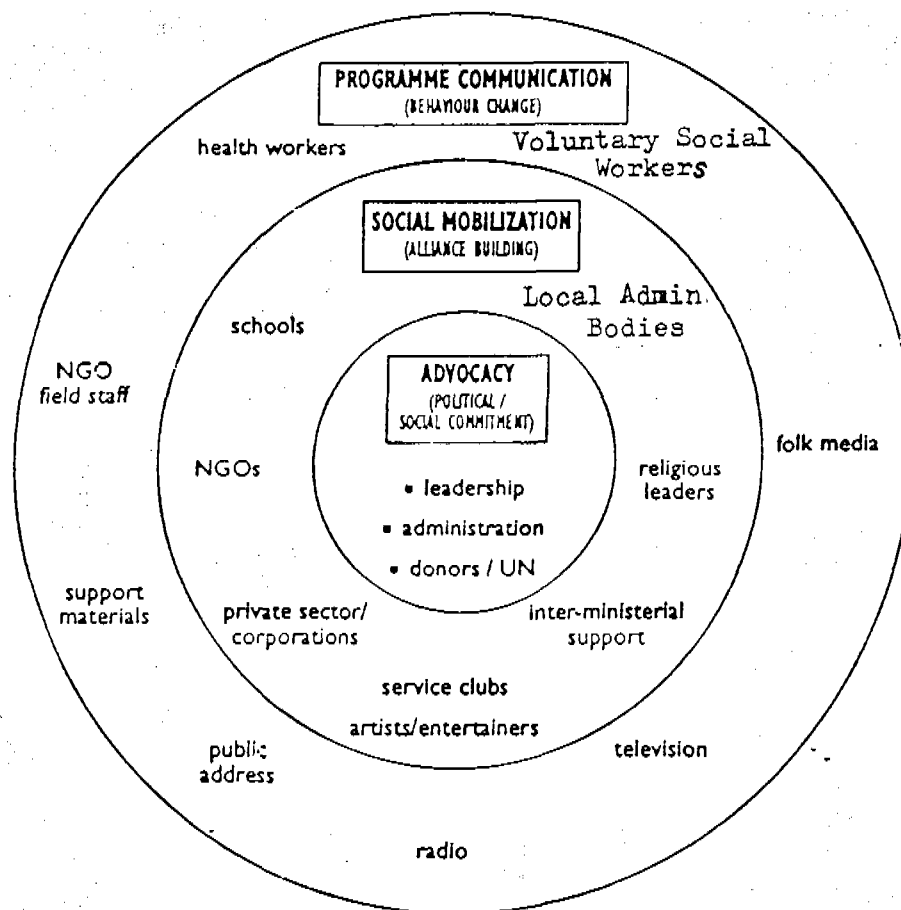 PROGRAMME COMMUNICATION
(BEHAVIOUR CHANGE)
health workers
Voluntary Social
Workers
SOCIAL MOBILIZATION
(ALLIANCE BUILDING)
Local Admin.
Bodies
schools
ADVOCACY
(POLITICAL /
SOCIAL COMMITMENT)
NGO
field staff
folk media
NGOs
religious
leaders
▪ leadership
▪ administration
▪ donors / UN
support
materials
private sector/
corporations
inter-ministerial
support
service clubs
artists/entertainers
public
address
television
radio